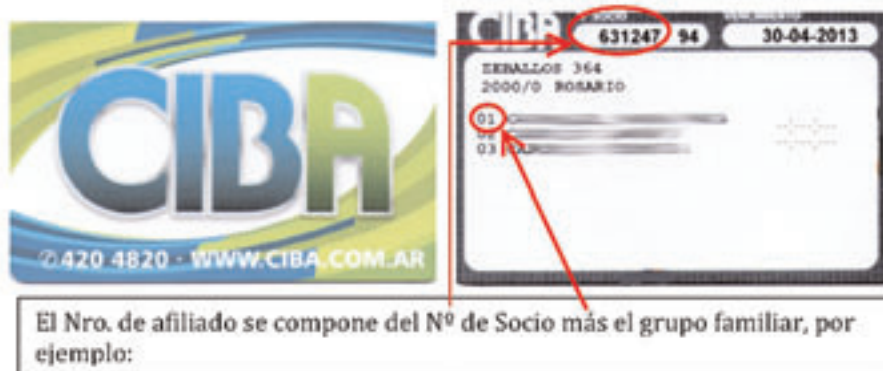 CIBA
✆420 4820 - WWW.CIBA.COM.AR
CIBA SOCIO VENCIMIENTO
631247 94 30-04-2013
ZEBALLOS 364
2000/0 ROSARIO
01
02
03
El Nro. de afiliado se compone del Nº de Socio más el grupo familiar, por
ejemplo: